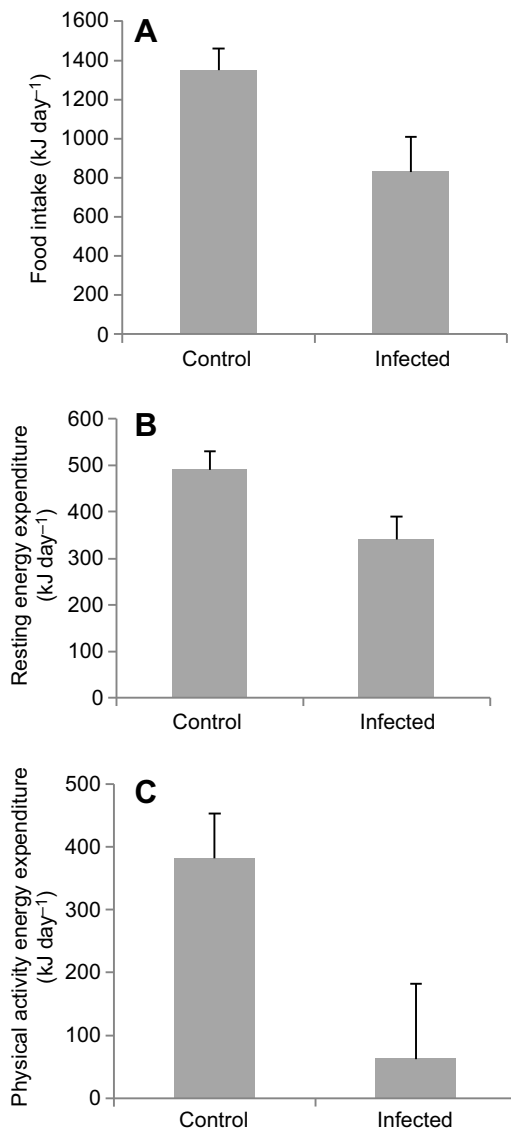 A
Food intake (kJ day–1)
1600
1400
1200
1000
800
600
400
200
0
Control Infected
B
Resting energy expenditure
(kJ day–1)
600
500
400
300
200
100
0
Control Infected
C
Physical activity energy expenditure
(kJ day–1)
500
400
300
200
100
0
Control Infected